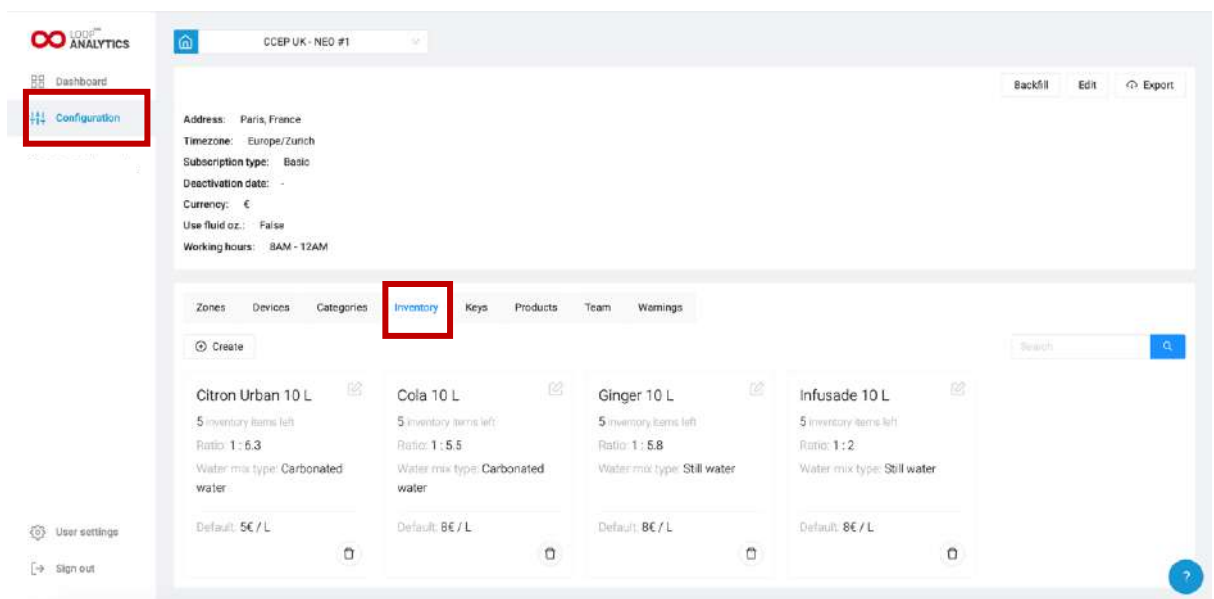 LOOP
ANALYTICS
CCEP UK - NEO #1
Dashboard
Configuration
Backfill Edit Export
Address: Paris, France
Timezone: Europe/Zurich
Subscription type: Basic
Deactivation date: -
Currency: €
Use fluid oz.: False
Working hours: 8AM - 12AM
Zones Devices Categories Inventory Keys Products Team Warnings
Create
Search
Citron Urban 10 L
5 inventory items left
Ratio: 1 : 6.3
Water mix type: Carbonated
water
Default: 5€ / L
Cola 10 L
5 inventory items left
Ratio: 1 : 5.5
Water mix type: Carbonated
water
Default: 8€ / L
Ginger 10 L
5 inventory items left
Ratio: 1 : 5.8
Water mix type: Still water
Default: 8€ / L
Infusade 10 L
5 inventory items left
Ratio: 1 : 2
Water mix type: Still water
Default: 8€ / L
User settings
Sign out
?